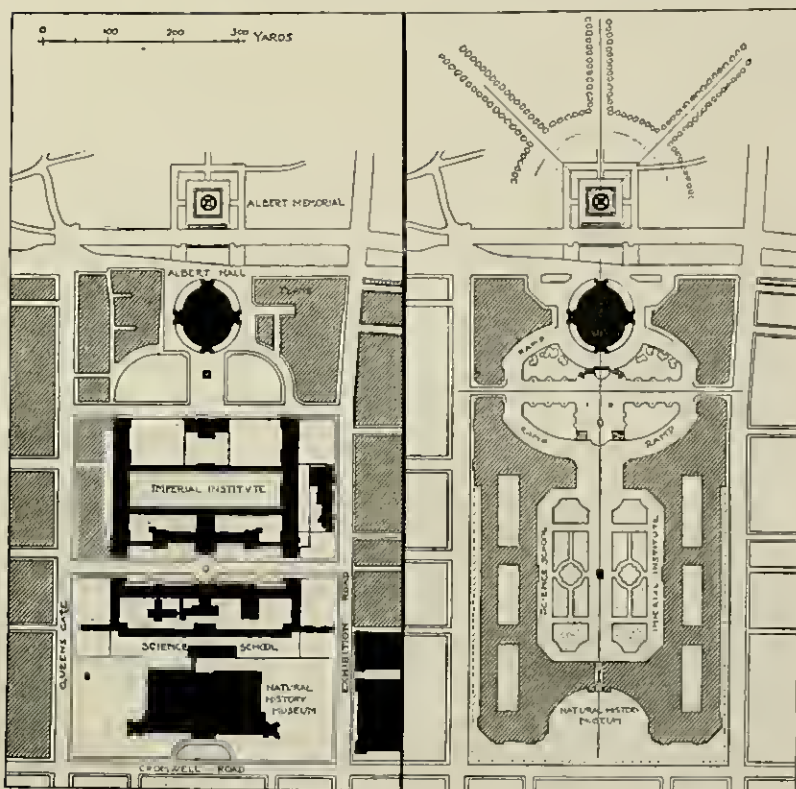 0 100 200 300 YARDS
ALBERT MEMORIAL
ALBERT HALL
IMPERIAL INSTITUTE
SCIENCE SCHOOL
NATURAL
HISTORY
MUSEUM
QUEENS GATE
EXHIBITION ROAD
CROMWELL ROAD
RAMP
RAMP
SCIENCE SCHOOL
IMPERIAL INSTITUTE
NATURAL HISTORY
MUSEUM